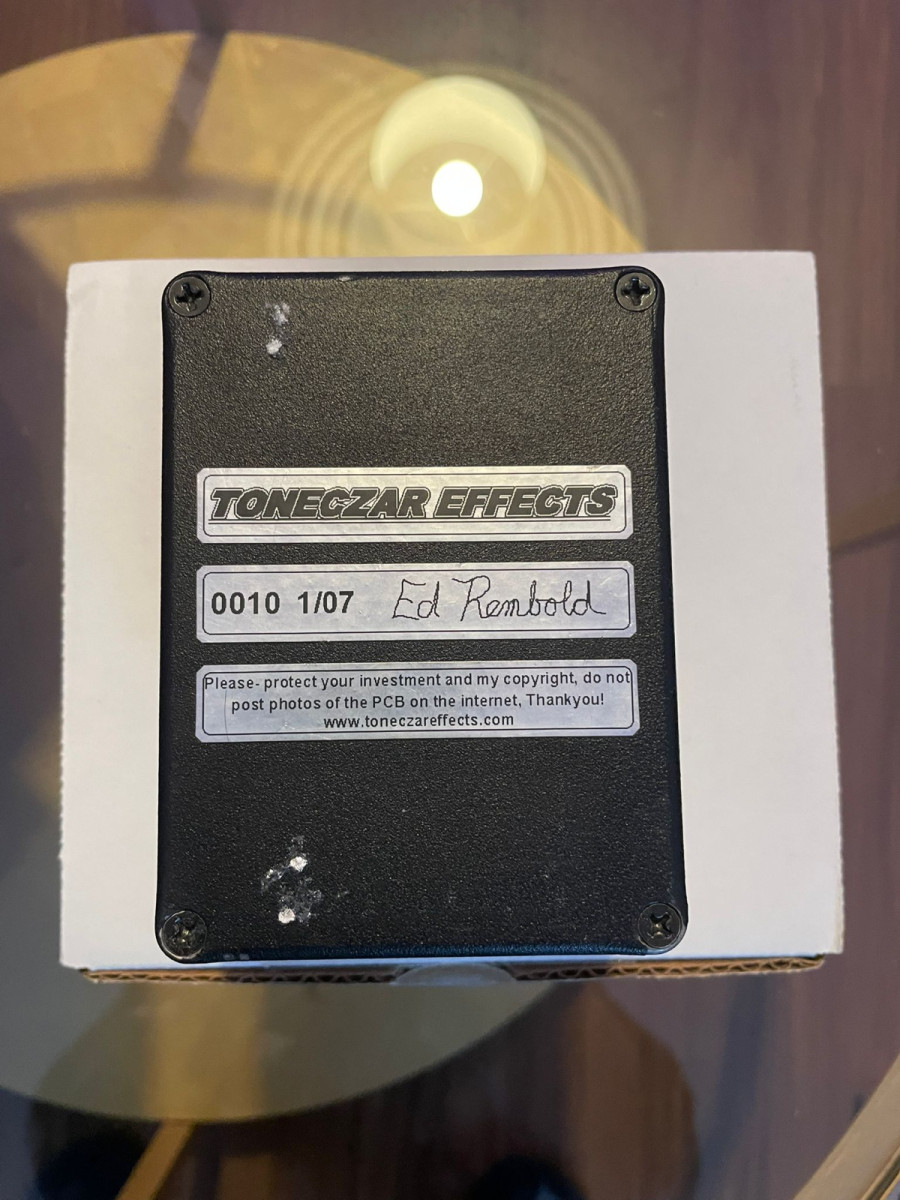 TONECZAR EFFECTS
0010 1/07 Ed Rembold
Please- protect your investment and my copyright, do not
post photos of the PCB on the internet, Thankyou!
www.toneczareffects.com